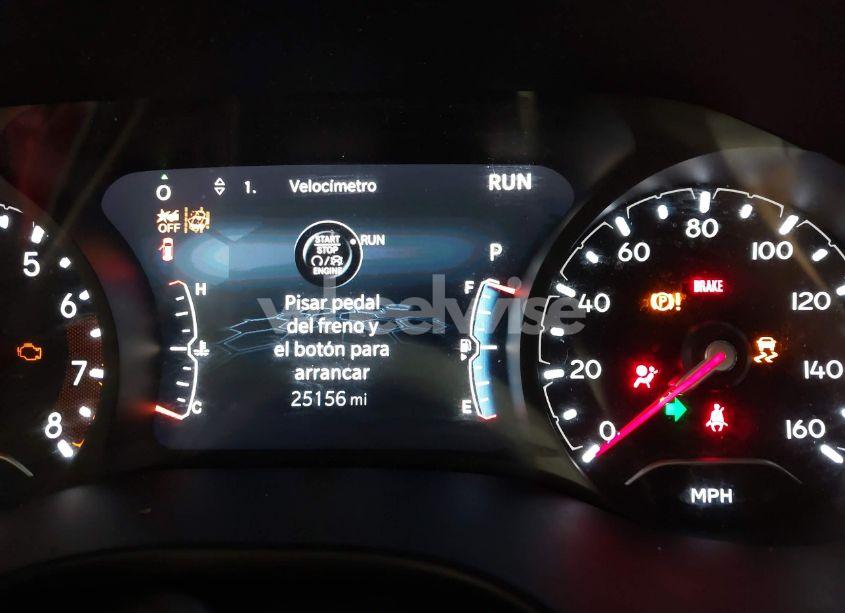 O
1. Velocímetro
RUN
OFF
START
STOP
ENGINE
RUN
P
H
C
F
E
Pisar pedal
del freno y
el botón para
arrancar
25156 mi
wheelwise
5
6
7
8
0
20
40
60
80
100
120
140
160
BRAKE
(P)!
MPH